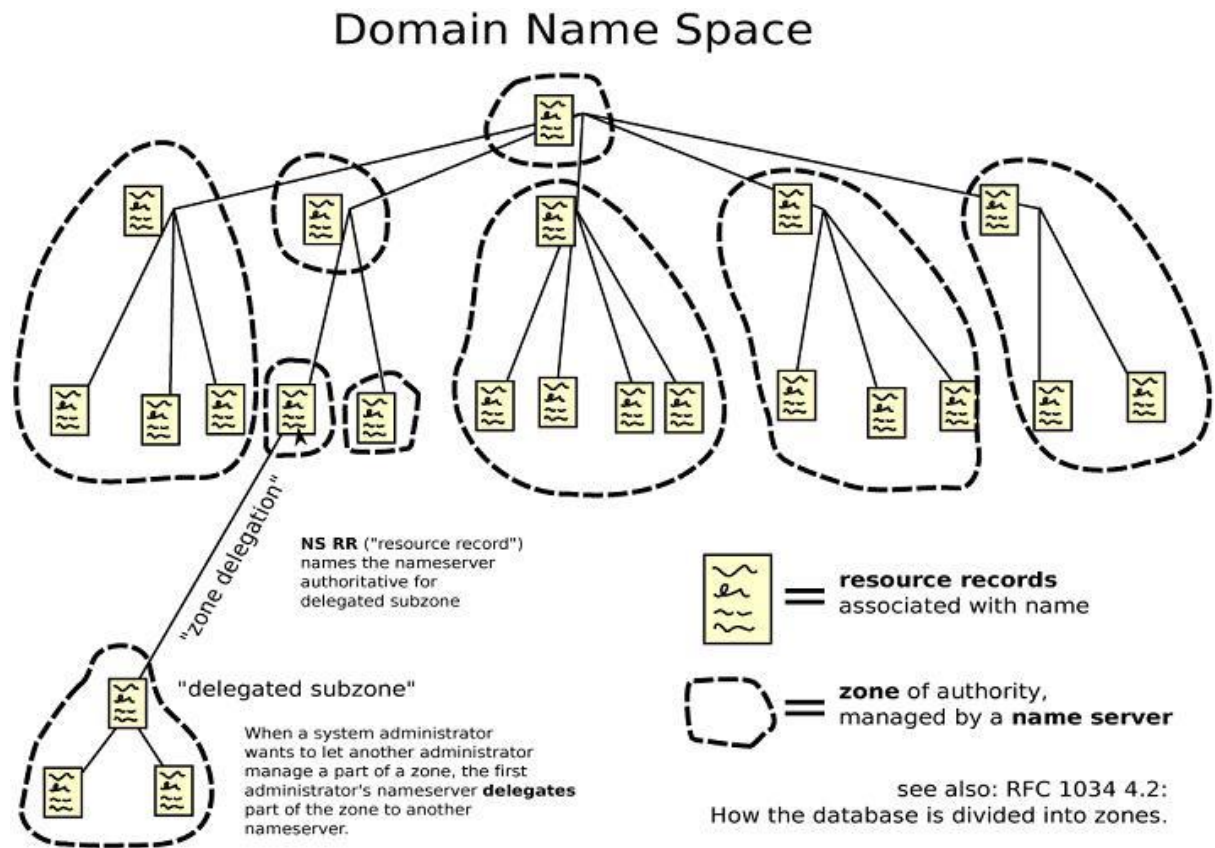 Domain Name Space
"zone delegation"
NS RR ("resource record")
names the nameserver
authoritative for
delegated subzone
"delegated subzone"
When a system administrator
wants to let another administrator
manage a part of a zone, the first
administrator's nameserver delegates
part of the zone to another
nameserver.
resource records
associated with name
zone of authority,
managed by a name server
see also: RFC 1034 4.2:
How the database is divided into zones.